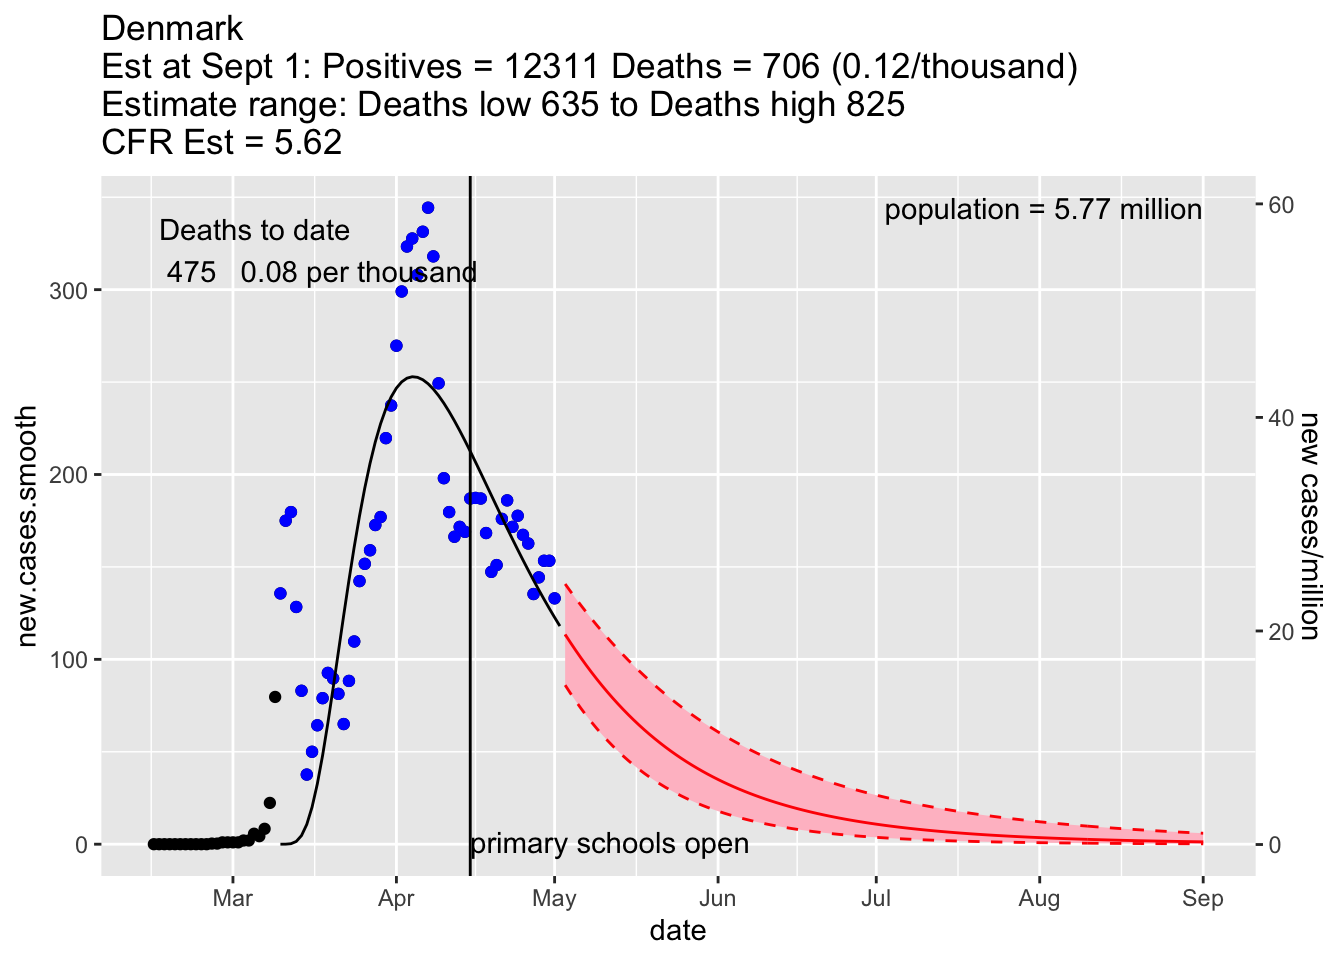 Denmark
Est at Sept 1: Positives = 12311 Deaths = 706 (0.12/thousand)
Estimate range: Deaths low 635 to Deaths high 825
CFR Est = 5.62
Deaths to date
475 0.08 per thousand
population = 5.77 million
300
200
100
0
new.cases.smooth
60
40
20
0
new cases/million
primary schools open
Mar Apr May Jun Jul Aug Sep
date